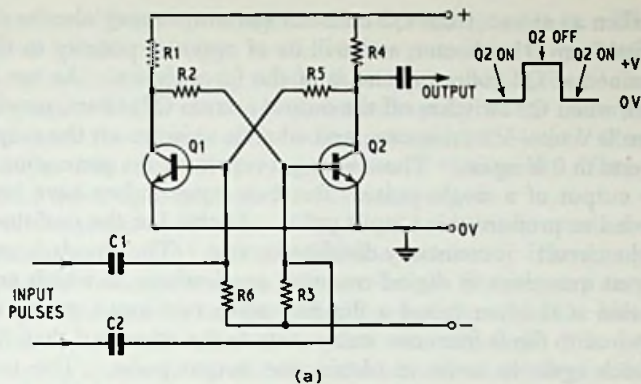 +
R1
R4
R2
R5
OUTPUT
Q2 OFF
Q2 ON
Q2 ON
+V
0V
Q1
Q2
0V
C1
INPUT
PULSES
R6
R3
C2
−
(a)